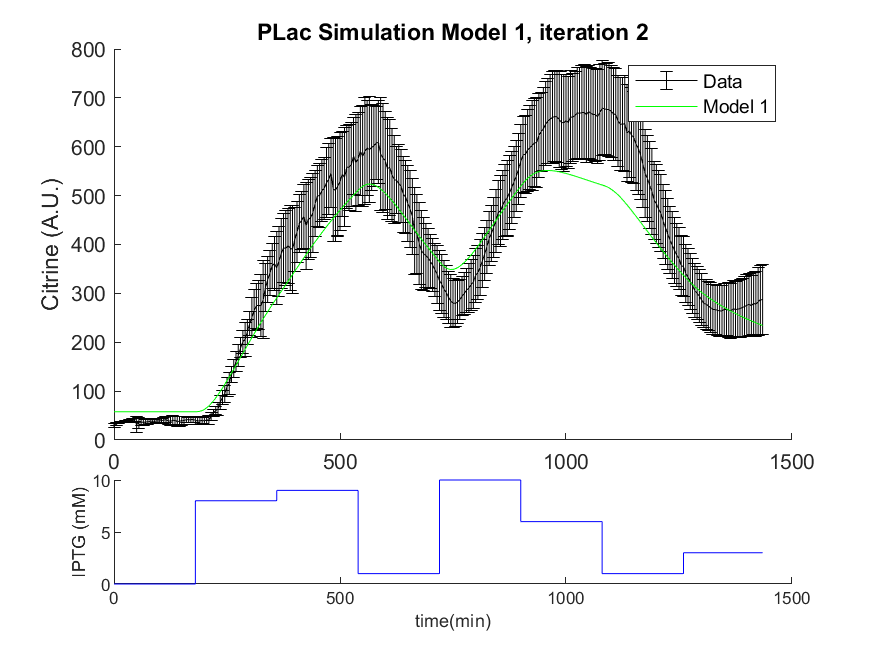 PLac Simulation Model 1, iteration 2
800
700
600
500
400
300
200
100
0
Citrine (A.U.)
Data
Model 1
0 500 1000 1500
10
5
0
IPTG (mM)
0 500 1000 1500
time(min)